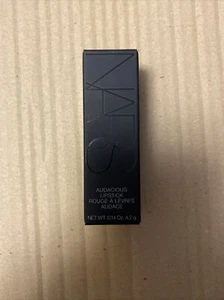 NARS
AUDACIOUS
LIPSTICK
ROUGE À LÈVRES
AUDACE
NET WT. 0.14 Oz. 4.2 g